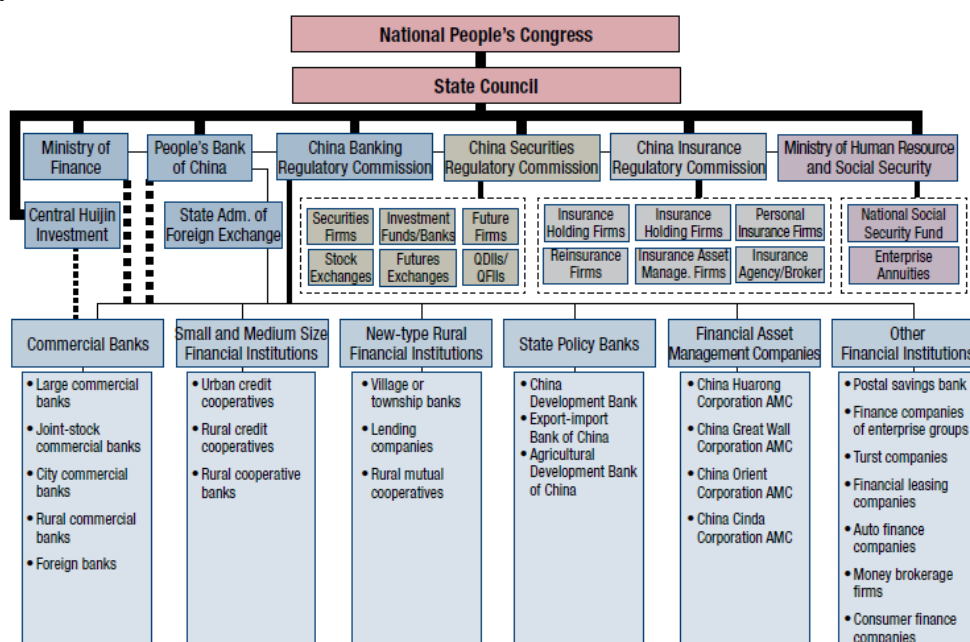 National People's Congress
State Council
Ministry of
Finance
People's Bank
of China
China Banking
Regulatory Commission
China Securities
Regulatory Commission
China Insurance
Regulatory Commission
Ministry of Human Resource
and Social Security
Central Huijin
Investment
State Adm. of
Foreign Exchange
Securities
Firms
Investment
Funds/Banks
Future
Firms
Stock
Exchanges
Futures
Exchanges
QDIIs/
QFIIs
Insurance
Holding Firms
Insurance
Holding Firms
Personal
Insurance Firms
Reinsurance
Firms
Insurance Asset
Manage. Firms
Insurance
Agency/Broker
National Social
Security Fund
Enterprise
Annuities
Commercial Banks
• Large commercial
banks
• Joint-stock
commercial banks
• City commercial
banks
• Rural commercial
banks
• Foreign banks
Small and Medium Size
Financial Institutions
• Urban credit
cooperatives
• Rural credit
cooperatives
• Rural cooperative
banks
New-type Rural
Financial Institutions
• Village or
township banks
• Lending
companies
• Rural mutual
cooperatives
State Policy Banks
• China
Development Bank
• Export-import
Bank of China
• Agricultural
Development Bank
of China
Financial Asset
Management Companies
• China Huarong
Corporation AMC
• China Great Wall
Corporation AMC
• China Orient
Corporation AMC
• China Cinda
Corporation AMC
Other
Financial Institutions
• Postal savings bank
• Finance companies
of enterprise groups
• Turst companies
• Financial leasing
companies
• Auto finance
companies
• Money brokerage
firms
• Consumer finance
companies